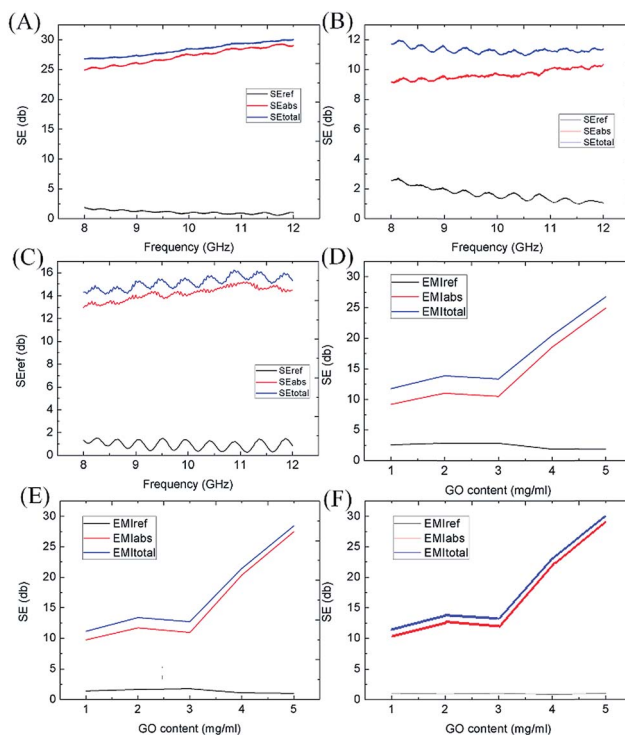 (A)
SE (db)
30
25
20
15
10
5
0
SEref
SEabs
SEtotal
8 9 10 11 12
Frequency (GHz)
(B)
SE (db)
12
10
8
6
4
2
0
SEref
SEabs
SEtotal
8 9 10 11 12
Frequency (GHz)
(C)
SEref (db)
16
14
12
10
8
6
4
2
0
SEref
SEabs
SEtotal
8 9 10 11 12
Frequency (GHz)
(D)
SE (db)
30
25
20
15
10
5
0
EMIref
EMIabs
EMItotal
1 2 3 4 5
GO content (mg/ml)
(E)
SE (db)
30
25
20
15
10
5
0
EMIref
EMIabs
EMItotal
1 2 3 4 5
GO content (mg/ml)
(F)
SE (db)
30
25
20
15
10
5
0
EMIref
EMIabs
EMItotal
1 2 3 4 5
GO content (mg/ml)